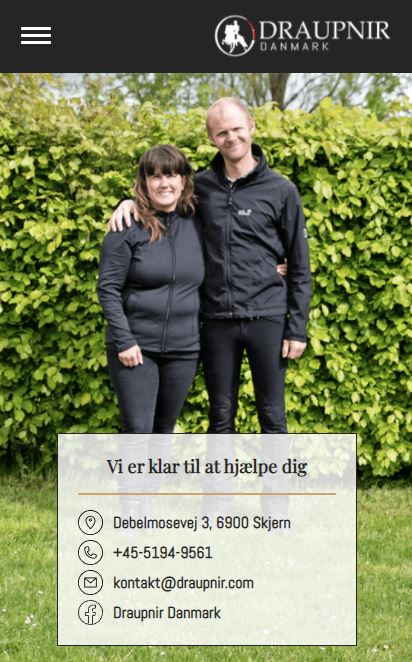 DRAUPNIR
DANMARK
Vi er klar til at hjælpe dig
Debelmosevej 3, 6900 Skjern
+45-5194-9561
kontakt@draupnir.com
Draupnir Danmark